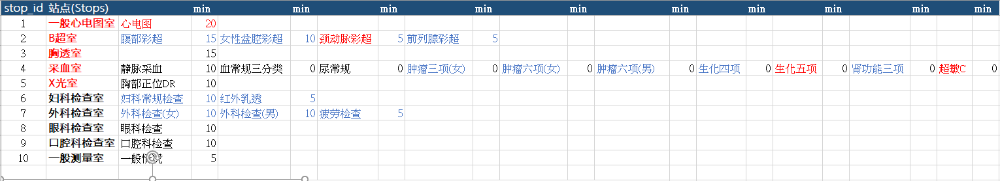 stop_id 站点(Stops) min min min min min min min min min min
1 一般心电图室 心电图 20
2 B超室 腹部彩超 15 女性盆腔彩超 10 颈动脉彩超 5 前列腺彩超 5
3 胸透室 15
4 采血室 静脉采血 10 血常规三分类 0 尿常规 0 肿瘤三项(女) 0 肿瘤六项(女) 0 肿瘤六项(男) 0 生化四项 0 生化五项 0 肾功能三项 0 超敏C 0
5 X光室 胸部正位DR 10
6 妇科检查室 妇科常规检查 10 红外乳透 5
7 外科检查室 外科检查(女) 10 外科检查(男) 10 疲劳检查 5
8 眼科检查室 眼科检查 10
9 口腔科检查室 口腔科检查 10
10 一般测量室 一般情况 5